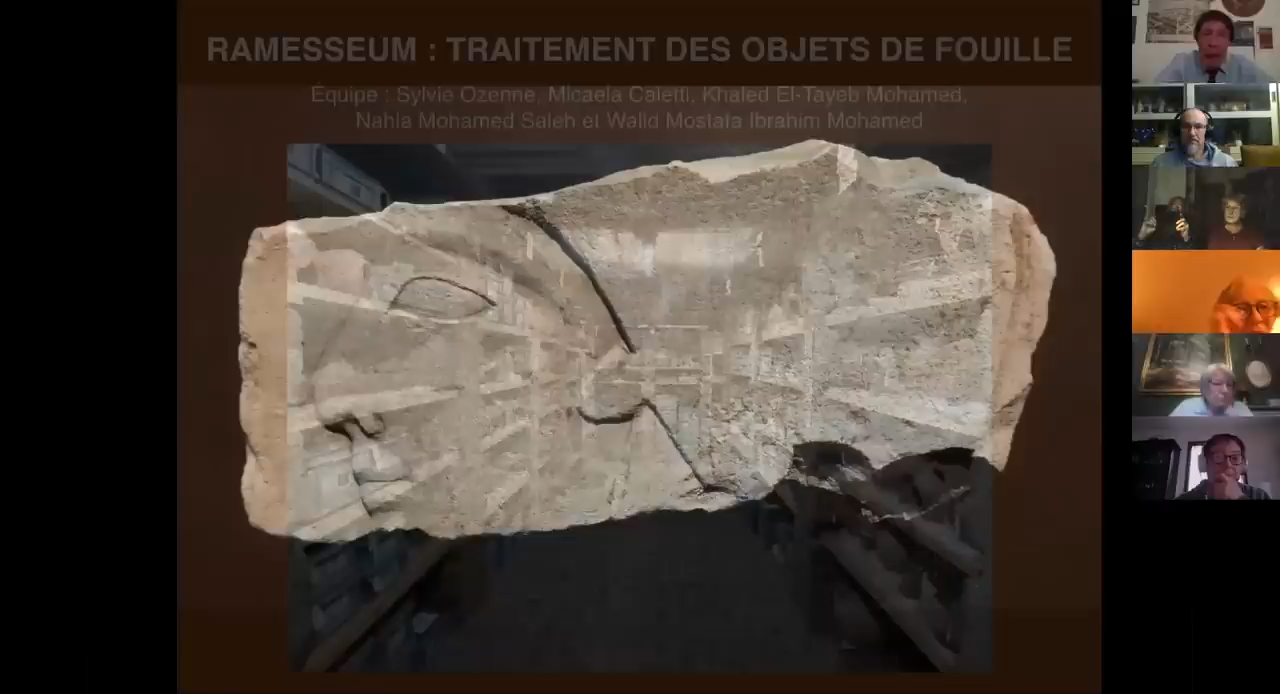 RAMESSEUM : TRAITEMENT DES OBJETS DE FOUILLE
Équipe : Sylvie Ozenne, Micaela Caletti, Khaled El-Tayeb Mohamed,
Nahla Mohamed Saleh et Walid Mostafa Ibrahim Mohamed